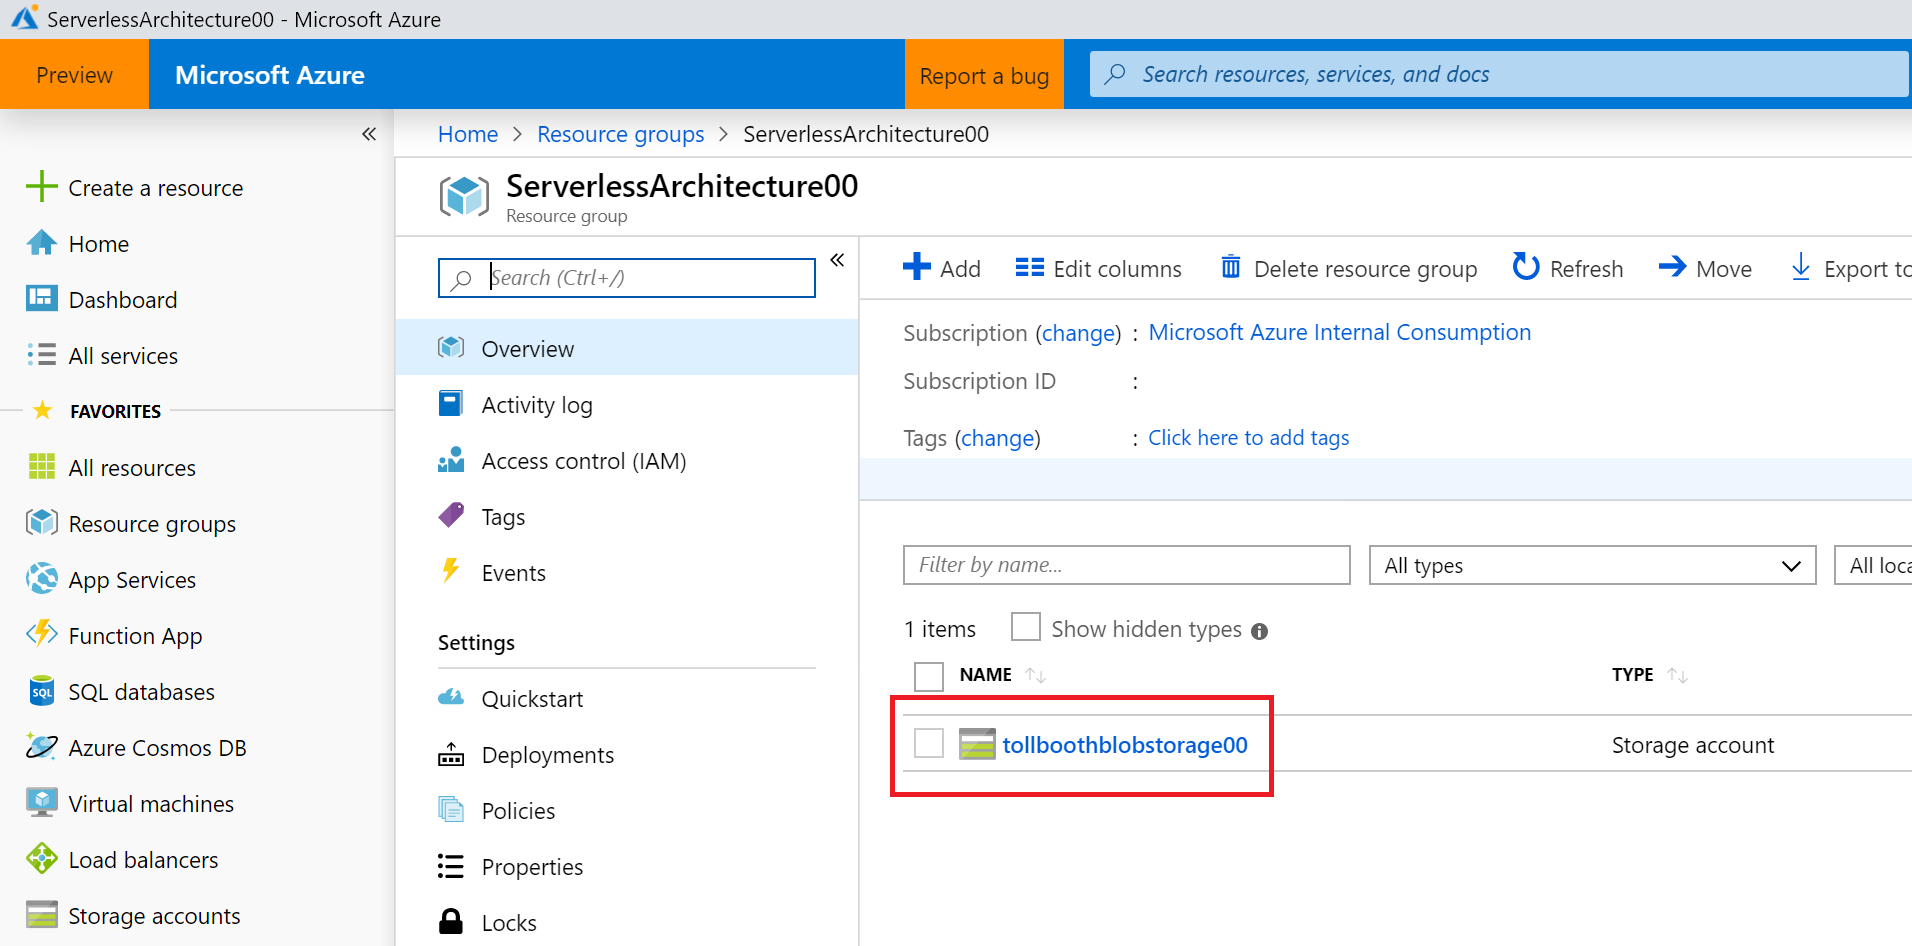 ServerlessArchitecture00 - Microsoft Azure
Preview
Microsoft Azure
Report a bug
Search resources, services, and docs
«
Create a resource
Home
Dashboard
All services
FAVORITES
All resources
Resource groups
App Services
Function App
SQL databases
Azure Cosmos DB
Virtual machines
Load balancers
Storage accounts
Home > Resource groups > ServerlessArchitecture00
ServerlessArchitecture00
Resource group
Search (Ctrl+/)
«
Overview
Activity log
Access control (IAM)
Tags
Events
Settings
Quickstart
Deployments
Policies
Properties
Locks
Add Edit columns Delete resource group Refresh Move Export to
Subscription (change) : Microsoft Azure Internal Consumption
Subscription ID :
Tags (change) : Click here to add tags
Filter by name... All types All loca
1 items Show hidden types
NAME TYPE
tollboothblobstorage00 Storage account